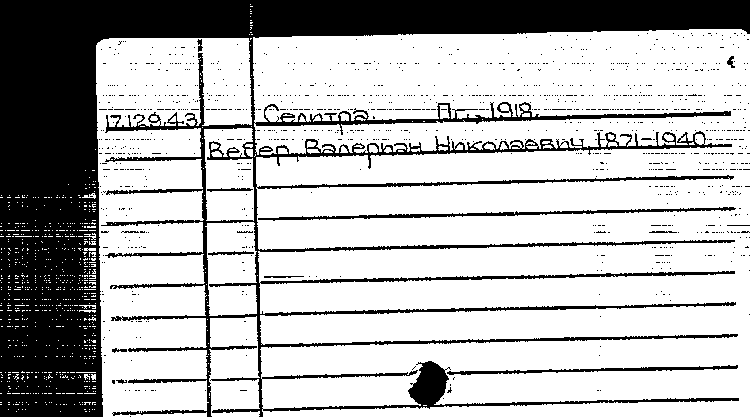 17.129.4.3 Селитра. Пг., 1918.
Вебер, Валериан Николаевич, 1871-1940.